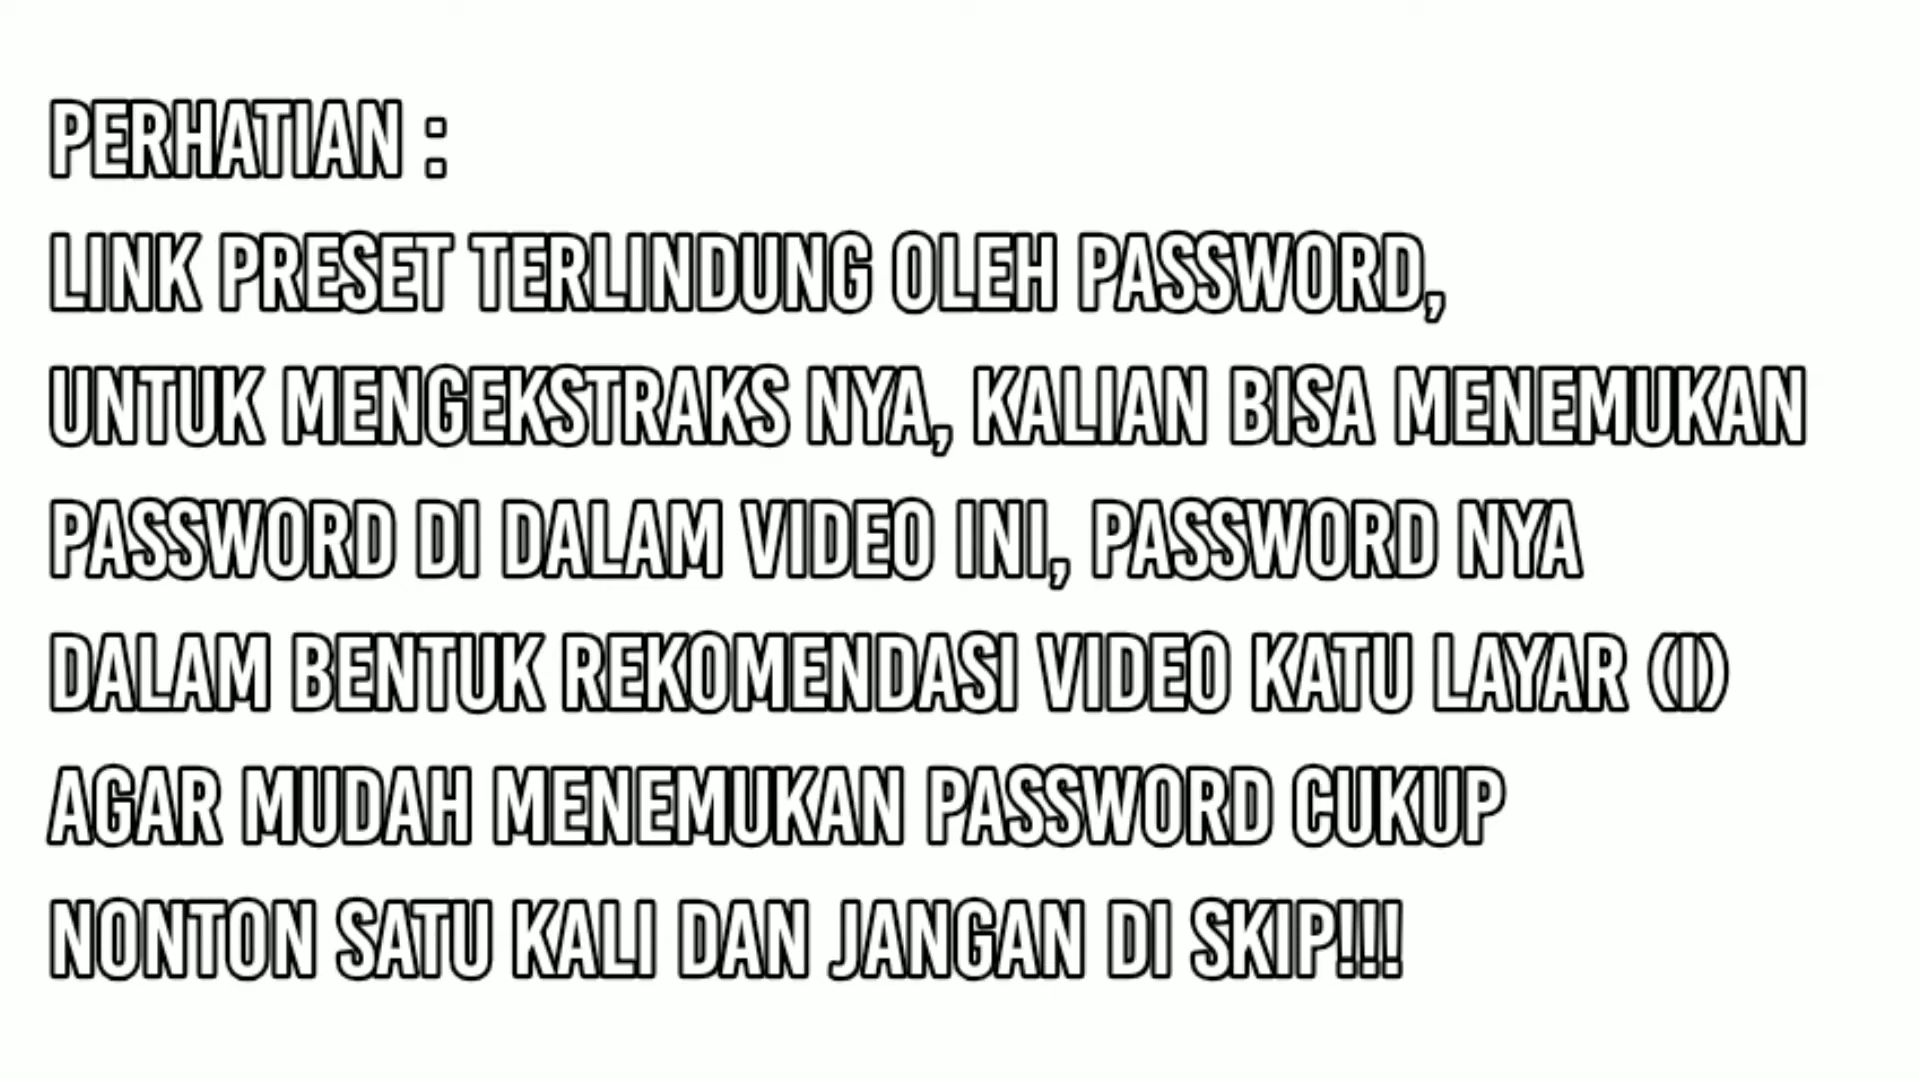 PERHATIAN :
LINK PRESET TERLINDUNG OLEH PASSWORD,
UNTUK MENGEKSTRAKS NYA, KALIAN BISA MENEMUKAN
PASSWORD DI DALAM VIDEO INI, PASSWORD NYA
DALAM BENTUK REKOMENDASI VIDEO KATU LAYAR (I)
AGAR MUDAH MENEMUKAN PASSWORD CUKUP
NONTON SATU KALI DAN JANGAN DI SKIP!!!